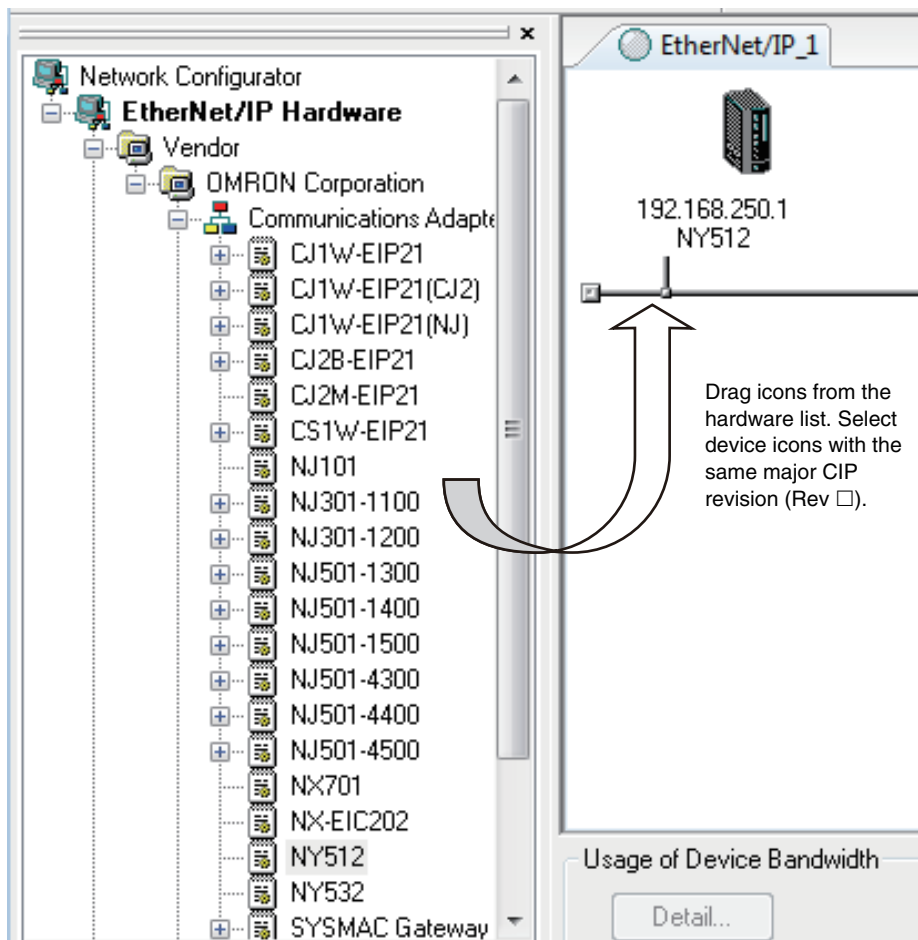 Network Configurator
EtherNet/IP Hardware
Vendor
OMRON Corporation
Communications Adapte
CJ1W-EIP21
CJ1W-EIP21(CJ2)
CJ1W-EIP21(NJ)
CJ2B-EIP21
CJ2M-EIP21
CS1W-EIP21
NJ101
NJ301-1100
NJ301-1200
NJ501-1300
NJ501-1400
NJ501-1500
NJ501-4300
NJ501-4400
NJ501-4500
NX701
NX-EIC202
NY512
NY532
SYSMAC Gateway
EtherNet/IP_1
192.168.250.1
NY512
Drag icons from the
hardware list. Select
device icons with the
same major CIP
revision (Rev □).
Usage of Device Bandwidth
Detail...